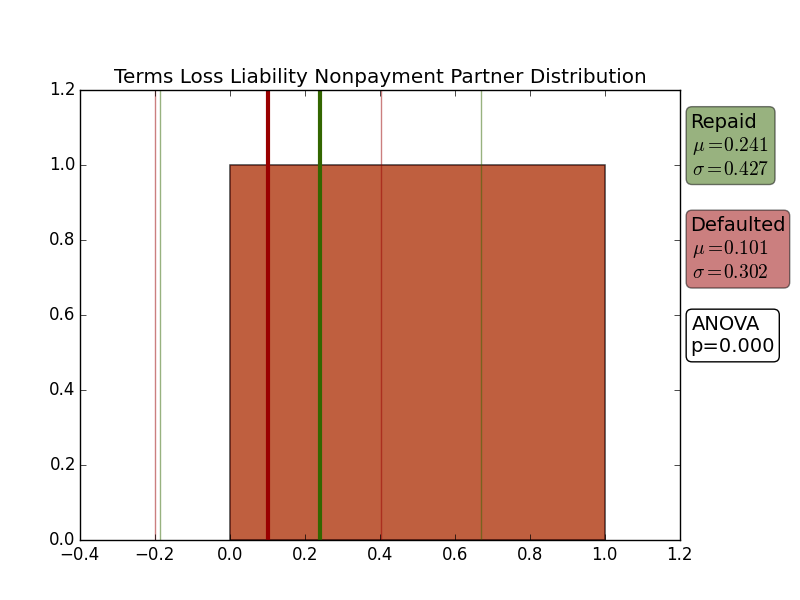 Terms Loss Liability Nonpayment Partner Distribution
1.2
1.0
0.8
0.6
0.4
0.2
0.0
−0.4 −0.2 0.0 0.2 0.4 0.6 0.8 1.0 1.2
Repaid
μ=0.241
σ=0.427
Defaulted
μ=0.101
σ=0.302
ANOVA
p=0.000